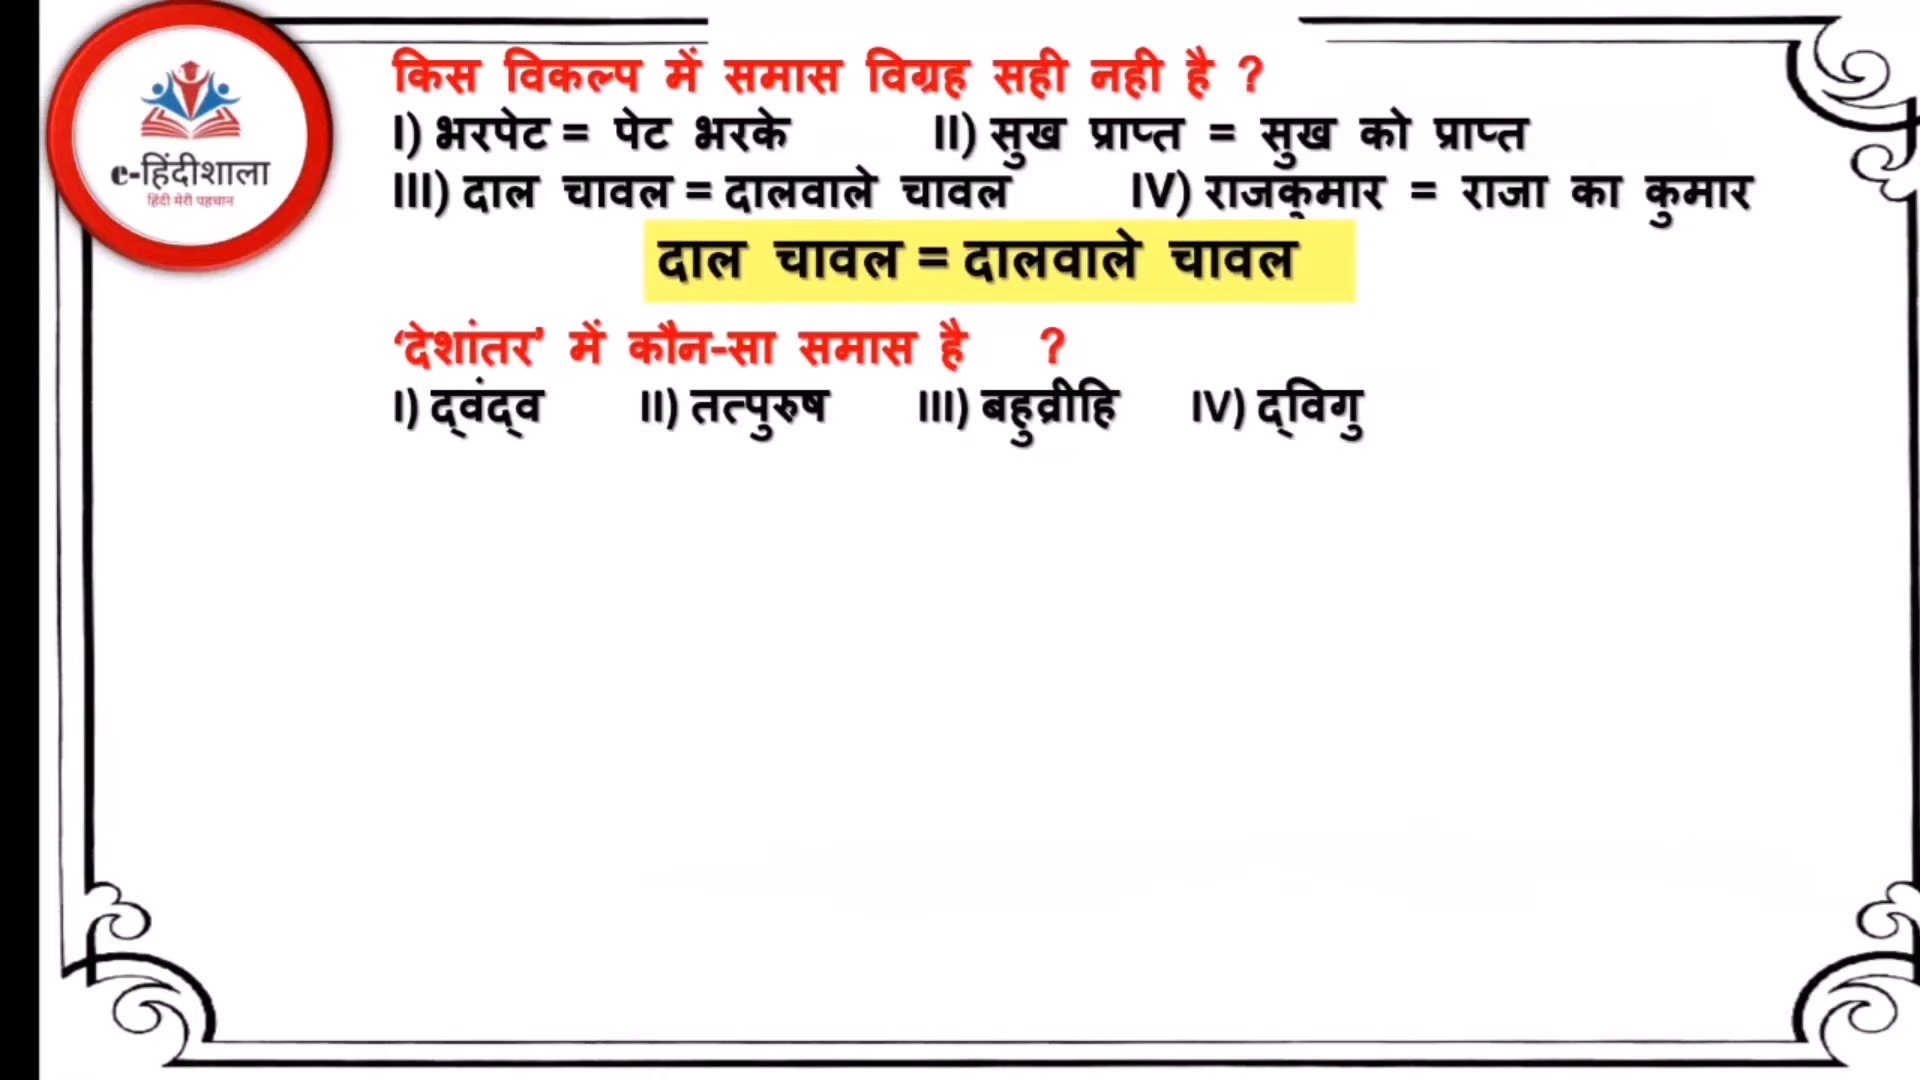 e-हिंदीशाला
हिंदी मेरी पहचान
किस विकल्प में समास विग्रह सही नही है ?
I) भरपेट = पेट भरके II) सुख प्राप्त = सुख को प्राप्त
III) दाल चावल = दालवाले चावल IV) राजकुमार = राजा का कुमार
दाल चावल = दालवाले चावल
‘देशांतर’ में कौन-सा समास है ?
I) द्वंद्व II) तत्पुरुष III) बहुव्रीहि IV) द्विगु